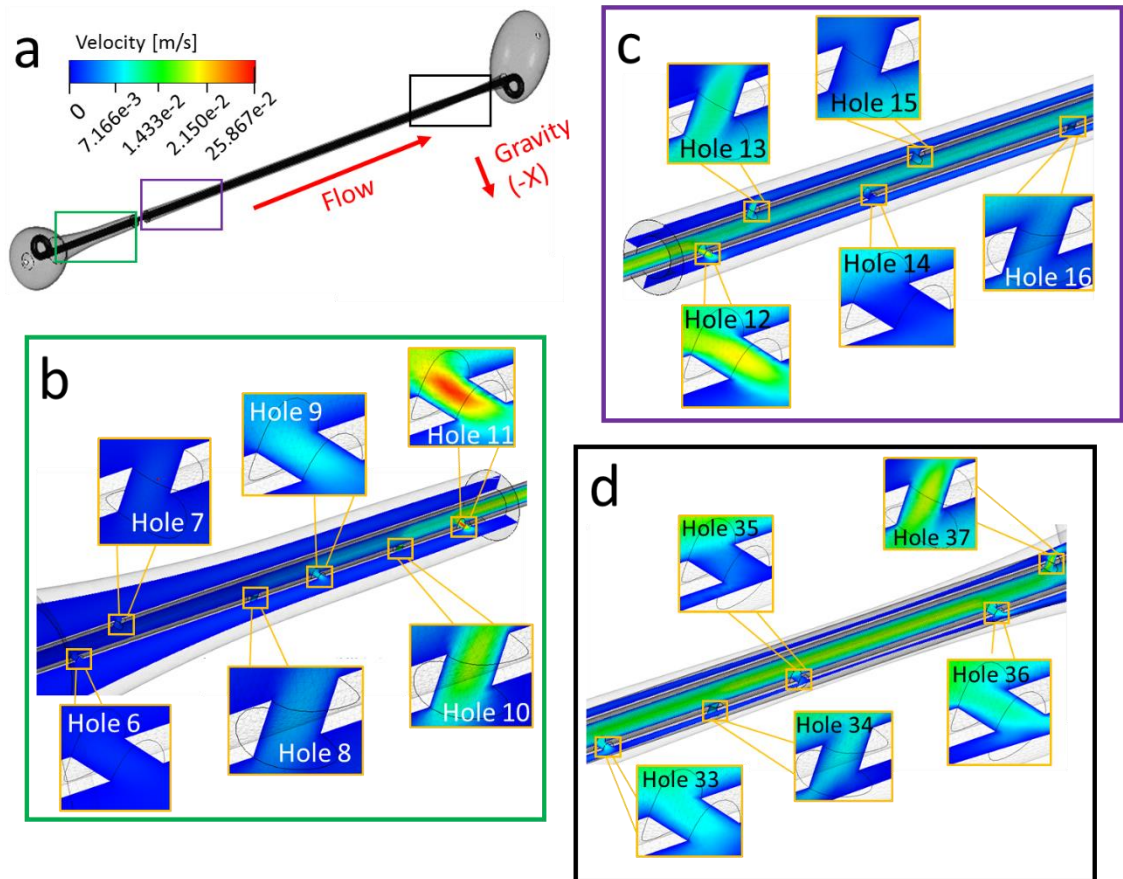 a
Velocity [m/s]
0
7.166e-3
1.433e-2
2.150e-2
25.867e-2
Flow
Gravity
(-X)
b
Hole 6
Hole 7
Hole 8
Hole 9
Hole 10
Hole 11
c
Hole 12
Hole 13
Hole 14
Hole 15
Hole 16
d
Hole 33
Hole 34
Hole 35
Hole 36
Hole 37